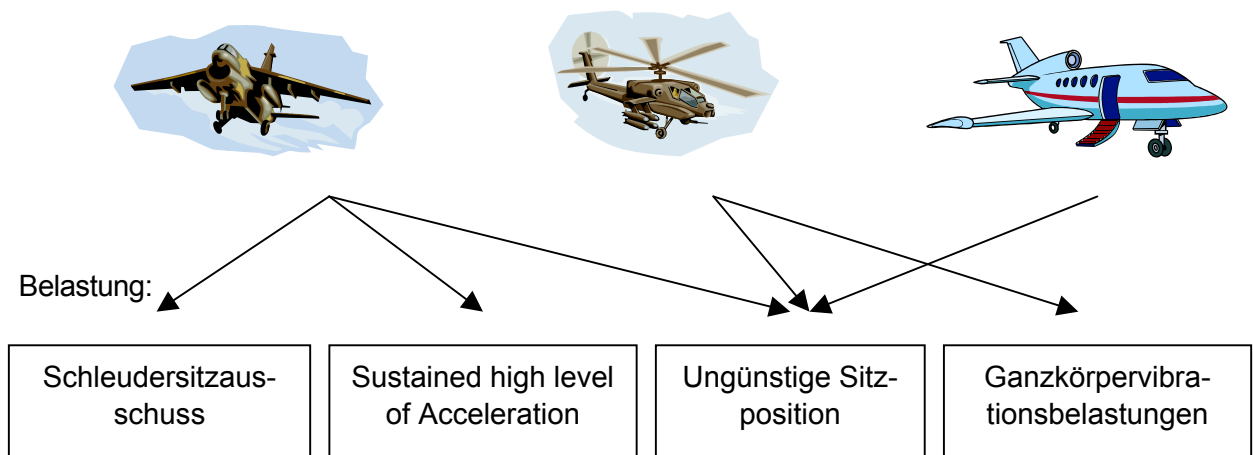 Belastung:
Schleudersitzaus-
schuss
Sustained high level
of Acceleration
Ungünstige Sitz-
position
Ganzkörpervibra-
tionsbelastungen